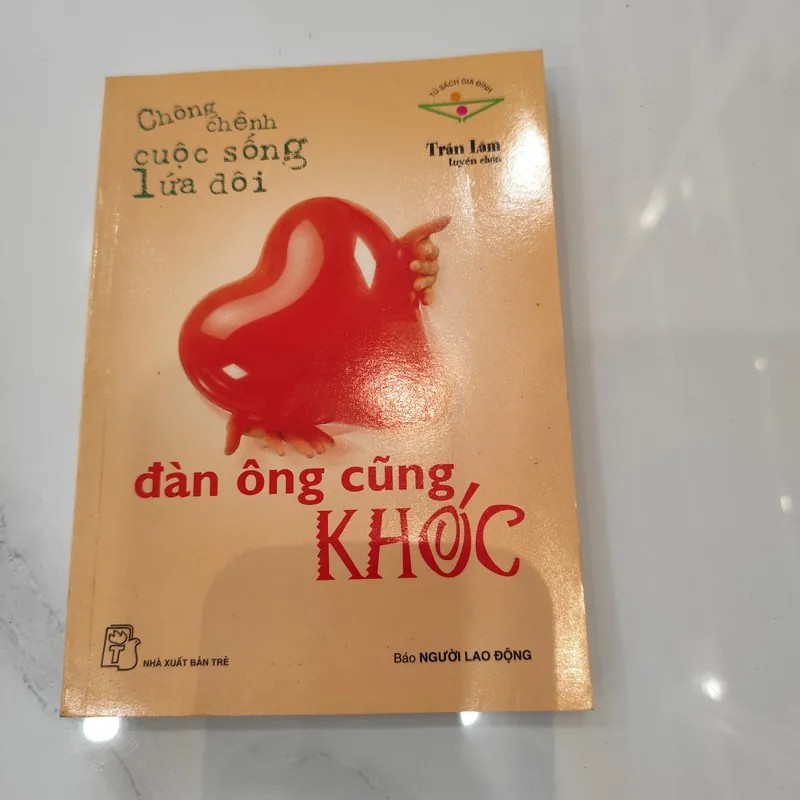 Chông
chênh
cuộc sống
lứa đôi
TỦ SÁCH GIA ĐÌNH
Trần Lâm
tuyển chọn
đàn ông cũng
KHÓC
T
NHÀ XUẤT BẢN TRẺ
Báo NGƯỜI LAO ĐỘNG